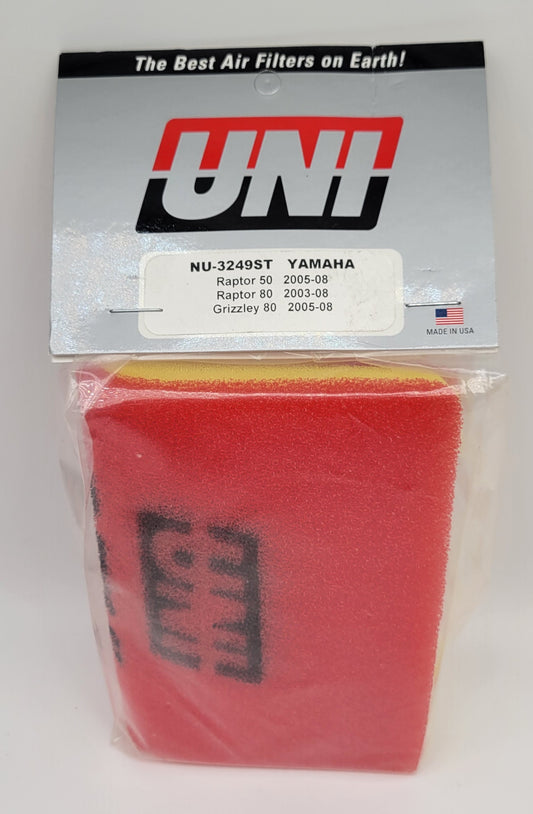 The Best Air Filters on Earth!
UNI
NU-3249ST YAMAHA
Raptor 50 2005-08
Raptor 80 2003-08
Grizzley 80 2005-08
MADE IN USA
UNI